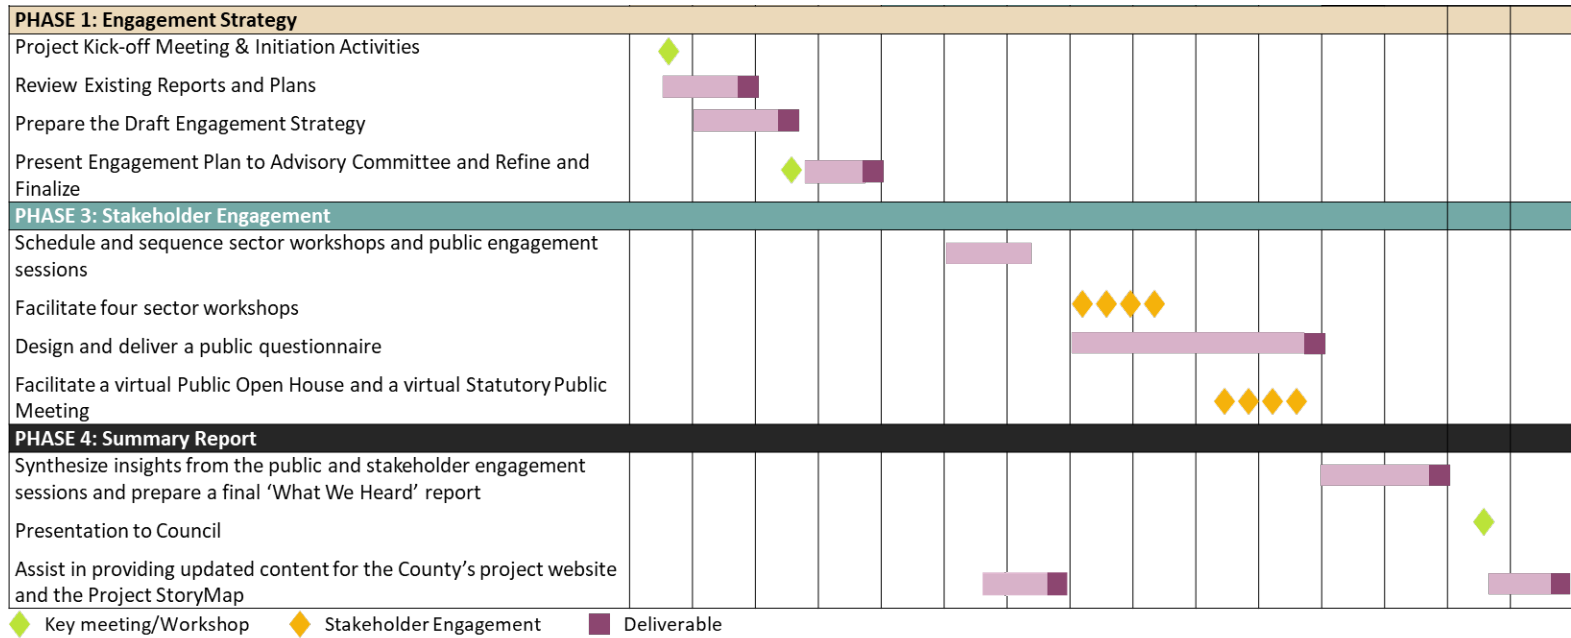 PHASE 1: Engagement Strategy
Project Kick-off Meeting & Initiation Activities
Review Existing Reports and Plans
Prepare the Draft Engagement Strategy
Present Engagement Plan to Advisory Committee and Refine and
Finalize
PHASE 3: Stakeholder Engagement
Schedule and sequence sector workshops and public engagement
sessions
Facilitate four sector workshops
Design and deliver a public questionnaire
Facilitate a virtual Public Open House and a virtual Statutory Public
Meeting
PHASE 4: Summary Report
Synthesize insights from the public and stakeholder engagement
sessions and prepare a final ‘What We Heard’ report
Presentation to Council
Assist in providing updated content for the County’s project website
and the Project StoryMap
Key meeting/Workshop
Stakeholder Engagement
Deliverable